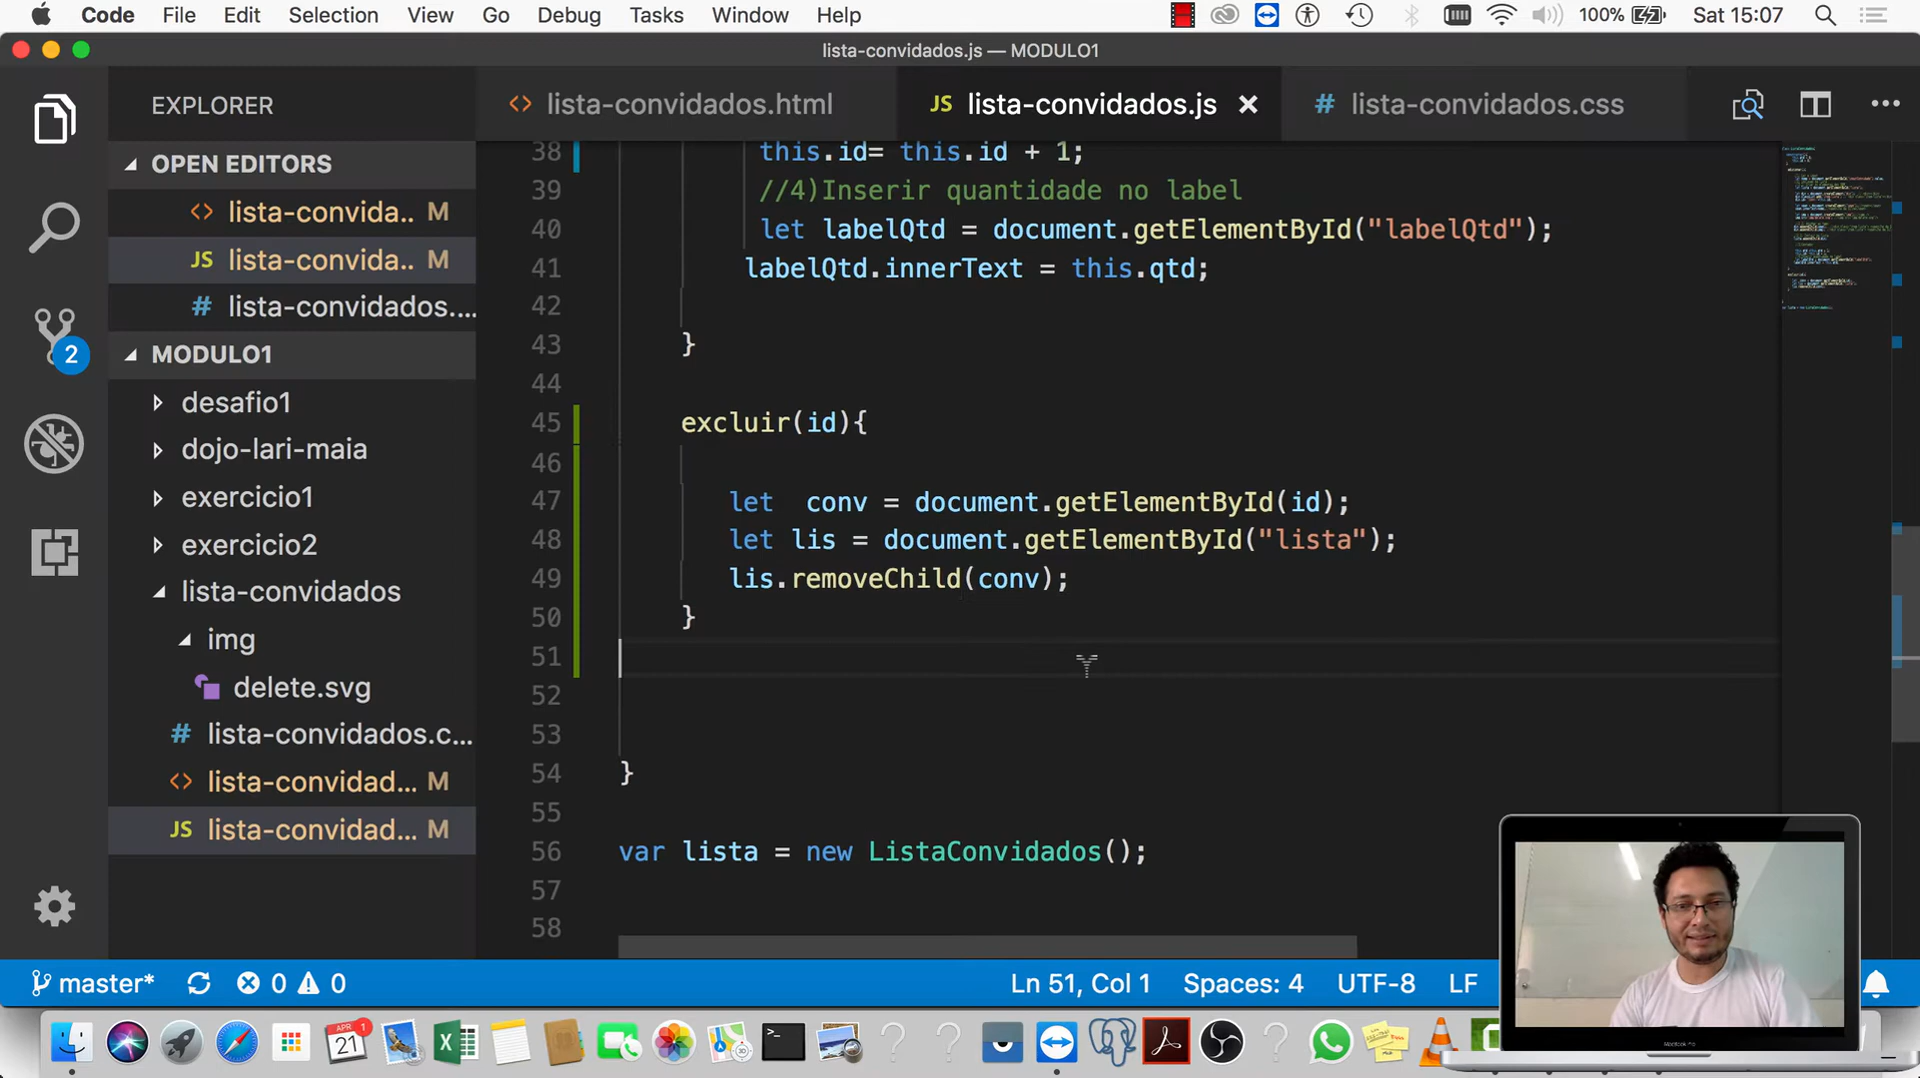 Code File Edit Selection View Go Debug Tasks Window Help 100% Sat 15:07
lista-convidados.js — MODULO1
EXPLORER
lista-convidados.html
JS lista-convidados.js
# lista-convidados.css
OPEN EDITORS
lista-convida.. M
JS lista-convida.. M
# lista-convidados....
MODULO1
desafio1
dojo-lari-maia
exercicio1
exercicio2
lista-convidados
img
delete.svg
# lista-convidados.c...
lista-convidad... M
JS lista-convidad... M
2
38 this.id= this.id + 1;
39 //4)Inserir quantidade no label
40 let labelQtd = document.getElementById("labelQtd");
41 labelQtd.innerText = this.qtd;
42
43 }
44
45 excluir(id){
46
47 let  conv = document.getElementById(id);
48 let lis = document.getElementById("lista");
49 lis.removeChild(conv);
50 }
51
52
53
54 }
55
56 var lista = new ListaConvidados();
57
58
master* 0 0 Ln 51, Col 1 Spaces: 4 UTF-8 LF
APR 1
21